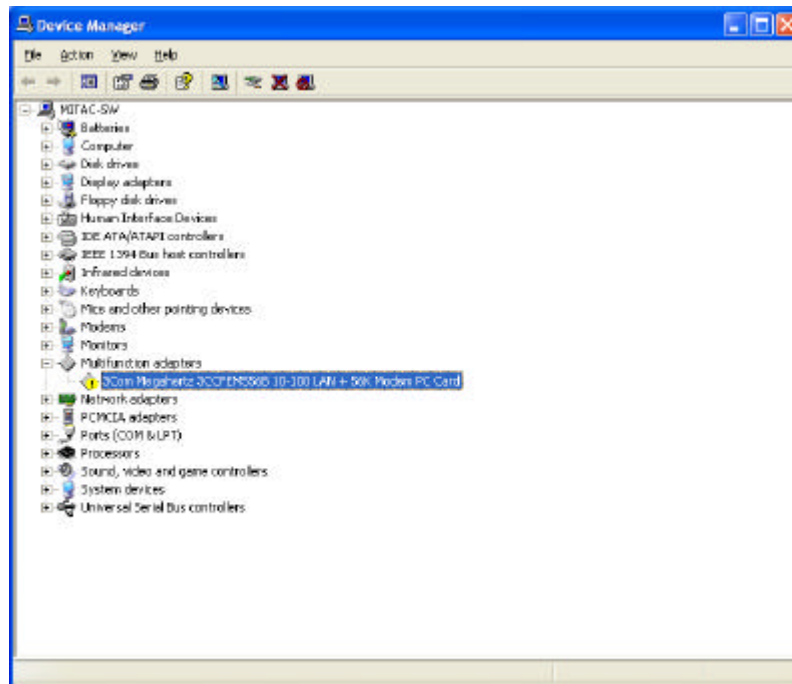 Device Manager
File Action View Help
MITAC-SW
Batteries
Computer
Disk drives
Display adapters
Floppy disk drives
Human Interface Devices
IDE ATA/ATAPI controllers
IEEE 1394 Bus host controllers
Infrared devices
Keyboards
Mice and other pointing devices
Modems
Monitors
Multifunction adapters
3Com Megahertz 10-100 LAN + 56K Modem PC Card
Network adapters
PCMCIA adapters
Ports (COM & LPT)
Processors
Sound, video and game controllers
System devices
Universal Serial Bus controllers